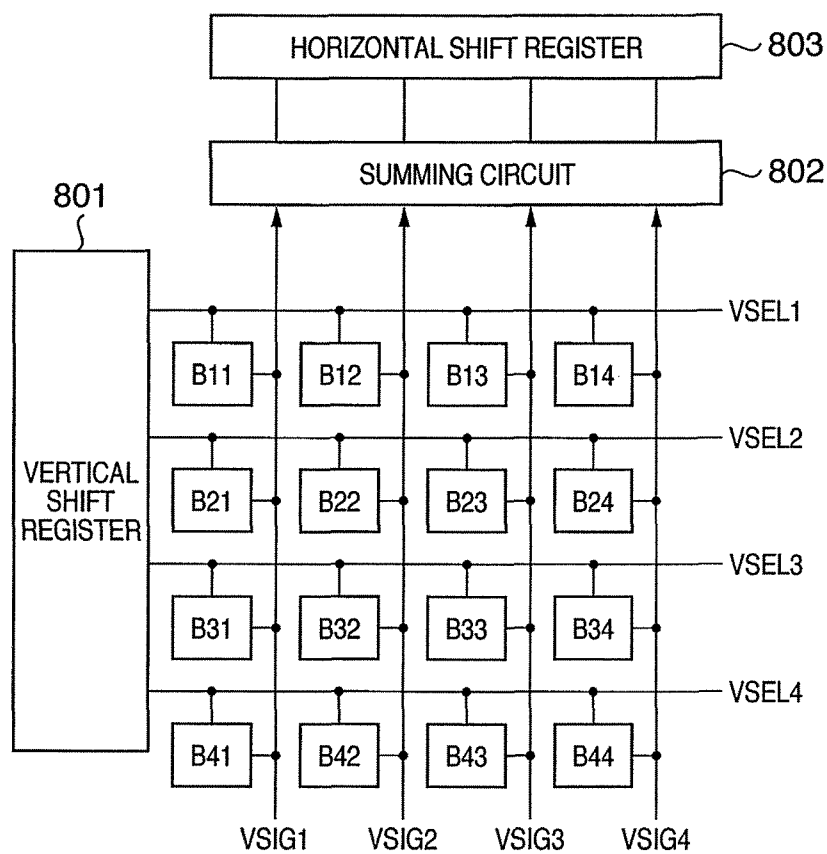 HORIZONTAL SHIFT REGISTER
803
SUMMING CIRCUIT
802
801
VERTICAL
SHIFT
REGISTER
VSEL1
B11
B12
B13
B14
VSEL2
B21
B22
B23
B24
VSEL3
B31
B32
B33
B34
VSEL4
B41
B42
B43
B44
VSIG1
VSIG2
VSIG3
VSIG4